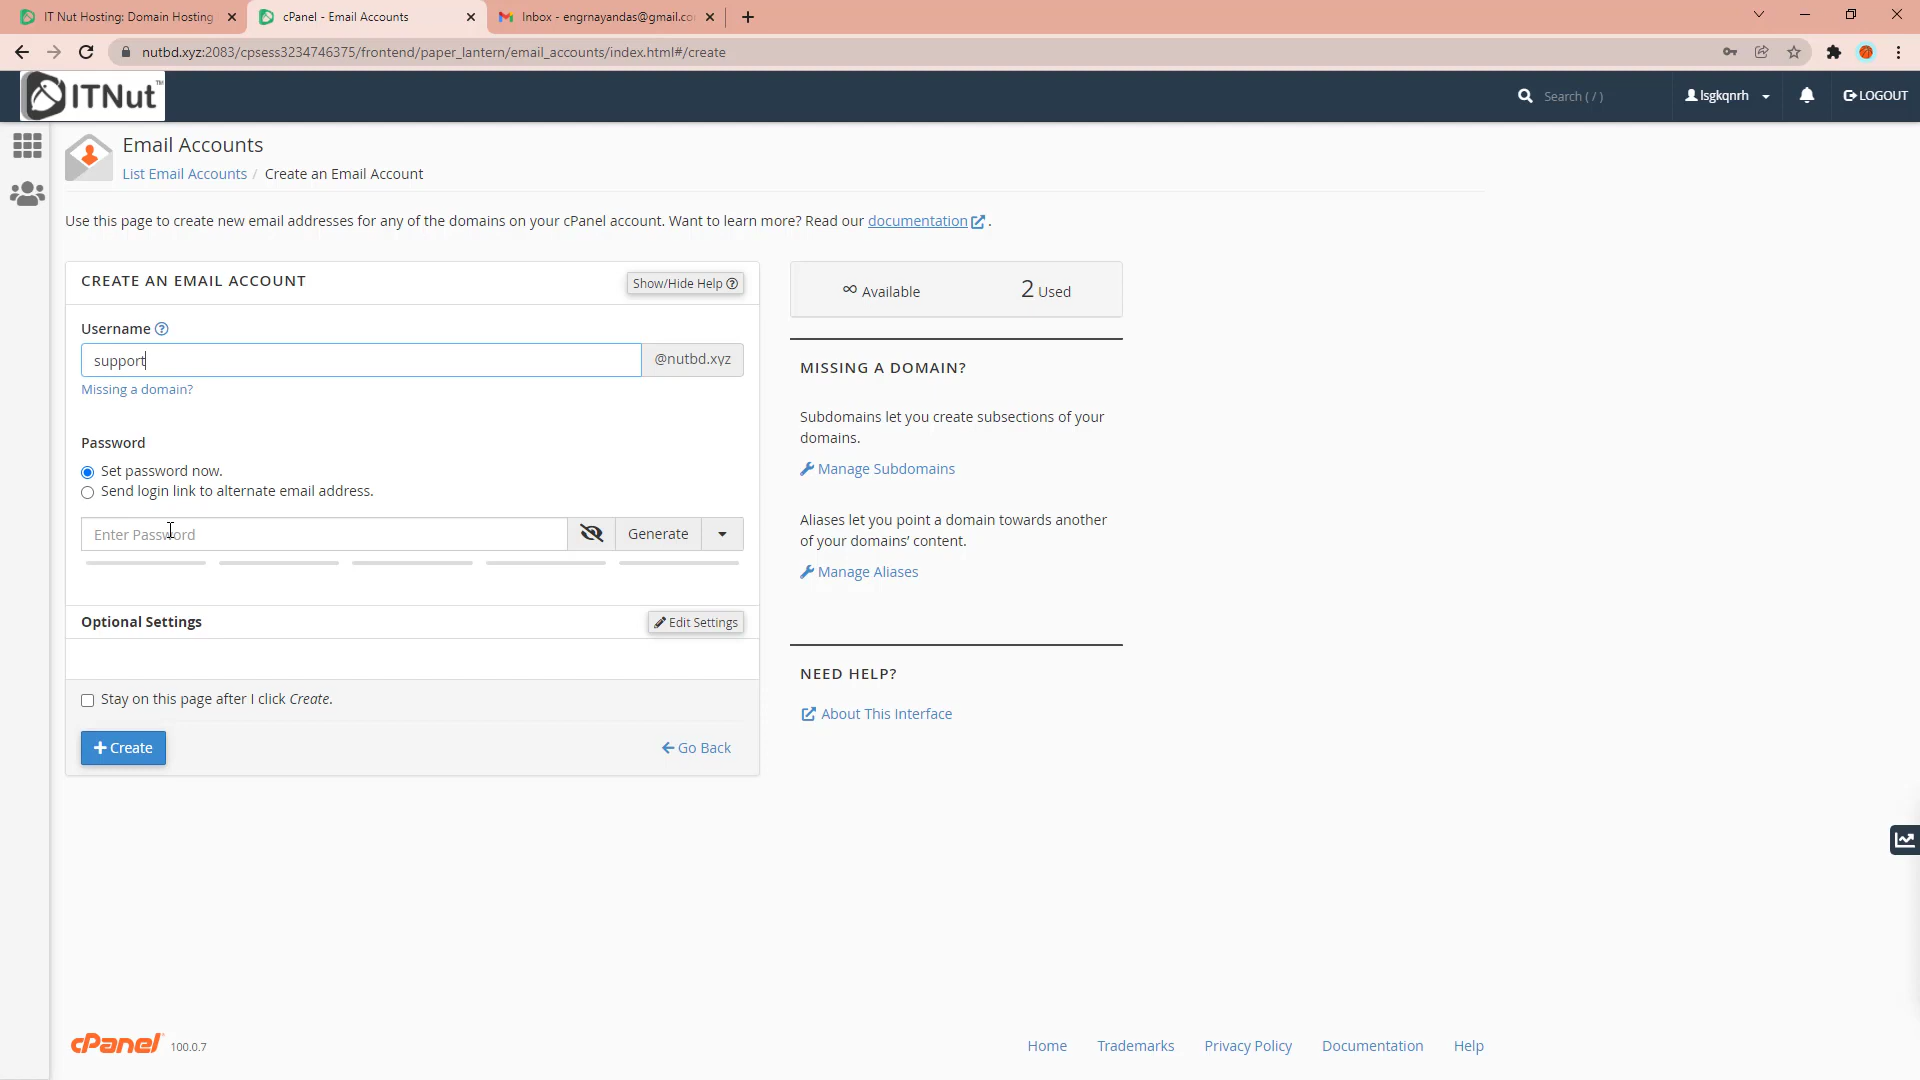 IT Nut Hosting: Domain Hosting
cPanel - Email Accounts
Inbox - engrnayandas@gmail.co
nutbd.xyz:2083/cpsess3234746375/frontend/paper_lantern/email_accounts/index.html#/create
ITNut™
Search ( / )
lsgkqnrh
LOGOUT
Email Accounts
List Email Accounts / Create an Email Account
Use this page to create new email addresses for any of the domains on your cPanel account. Want to learn more? Read our documentation .
CREATE AN EMAIL ACCOUNT
Show/Hide Help ?
Username ?
support
@nutbd.xyz
Missing a domain?
Password
Set password now.
Send login link to alternate email address.
Enter Password
Generate
Optional Settings
Edit Settings
Stay on this page after I click Create.
+ Create
Go Back
∞ Available
2 Used
MISSING A DOMAIN?
Subdomains let you create subsections of your
domains.
Manage Subdomains
Aliases let you point a domain towards another
of your domains’ content.
Manage Aliases
NEED HELP?
About This Interface
cPanel 100.0.7
Home
Trademarks
Privacy Policy
Documentation
Help